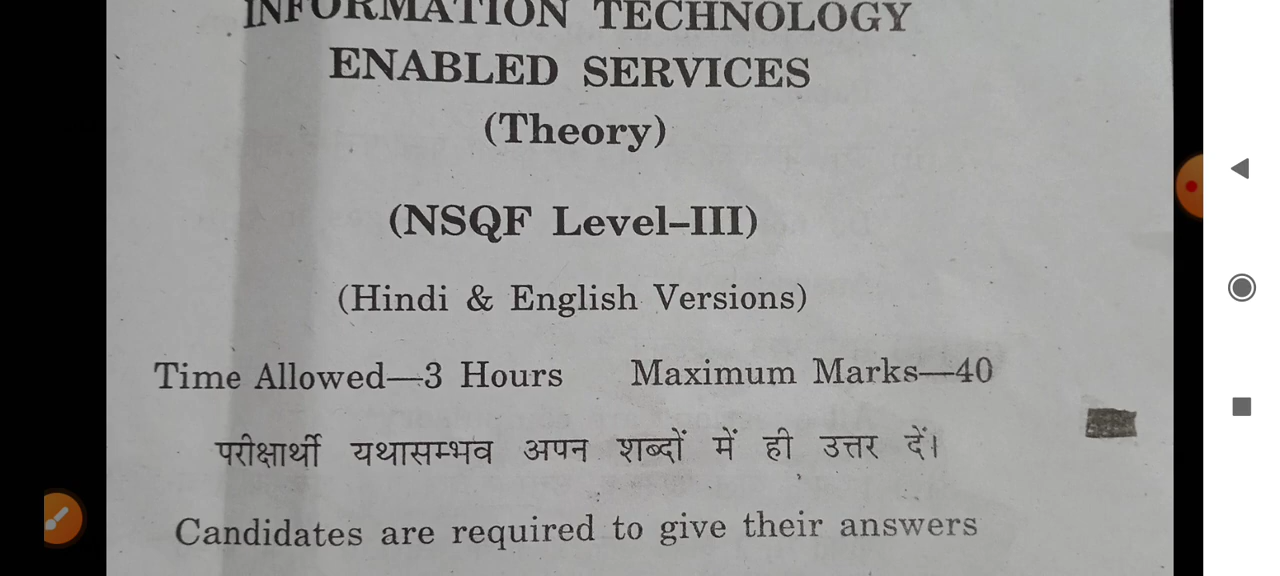 INFORMATION TECHNOLOGY
ENABLED SERVICES
(Theory)
(NSQF Level–III)
(Hindi & English Versions)
Time Allowed—3 Hours Maximum Marks—40
परीक्षार्थी यथासम्भव अपन शब्दों में ही उत्तर दें।
Candidates are required to give their answers